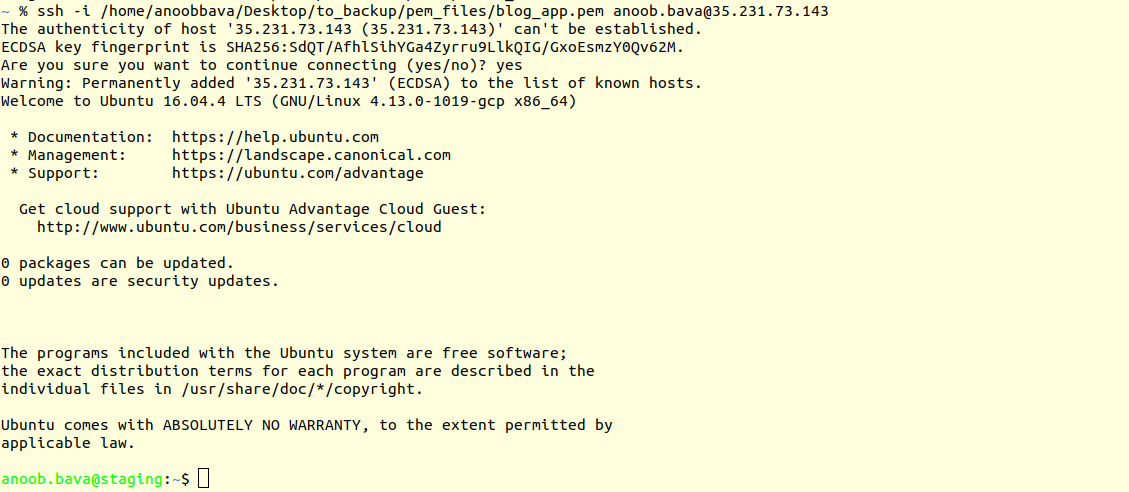 ~ % ssh -i /home/anoobbava/Desktop/to_backup/pem_files/blog_app.pem anoob.bava@35.231.73.143
The authenticity of host '35.231.73.143 (35.231.73.143)' can't be established.
ECDSA key fingerprint is SHA256:SdQT/AfhlSihYGa4Zyrru9LlkQIG/GxoEsmzY0Qv62M.
Are you sure you want to continue connecting (yes/no)? yes
Warning: Permanently added '35.231.73.143' (ECDSA) to the list of known hosts.
Welcome to Ubuntu 16.04.4 LTS (GNU/Linux 4.13.0-1019-gcp x86_64)

 * Documentation:  https://help.ubuntu.com
 * Management:     https://landscape.canonical.com
 * Support:        https://ubuntu.com/advantage

  Get cloud support with Ubuntu Advantage Cloud Guest:
    http://www.ubuntu.com/business/services/cloud

0 packages can be updated.
0 updates are security updates.

The programs included with the Ubuntu system are free software;
the exact distribution terms for each program are described in the
individual files in /usr/share/doc/*/copyright.

Ubuntu comes with ABSOLUTELY NO WARRANTY, to the extent permitted by
applicable law.

anoob.bava@staging:~$